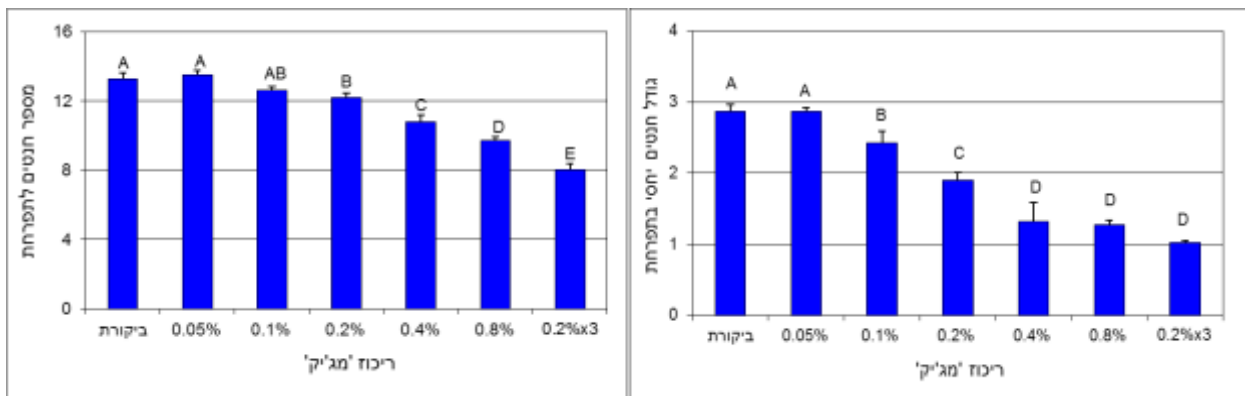 מספר חנטים לתפרחת
16
12
8
4
0
A A AB B C D E
ביקורת 0.05% 0.1% 0.2% 0.4% 0.8% 0.2%x3
ריכוז 'מג'יק'
גודל חנטים יחסי בתפרחת
4
3
2
1
0
A A B C D D D
ביקורת 0.05% 0.1% 0.2% 0.4% 0.8% 0.2%x3
ריכוז 'מג'יק'